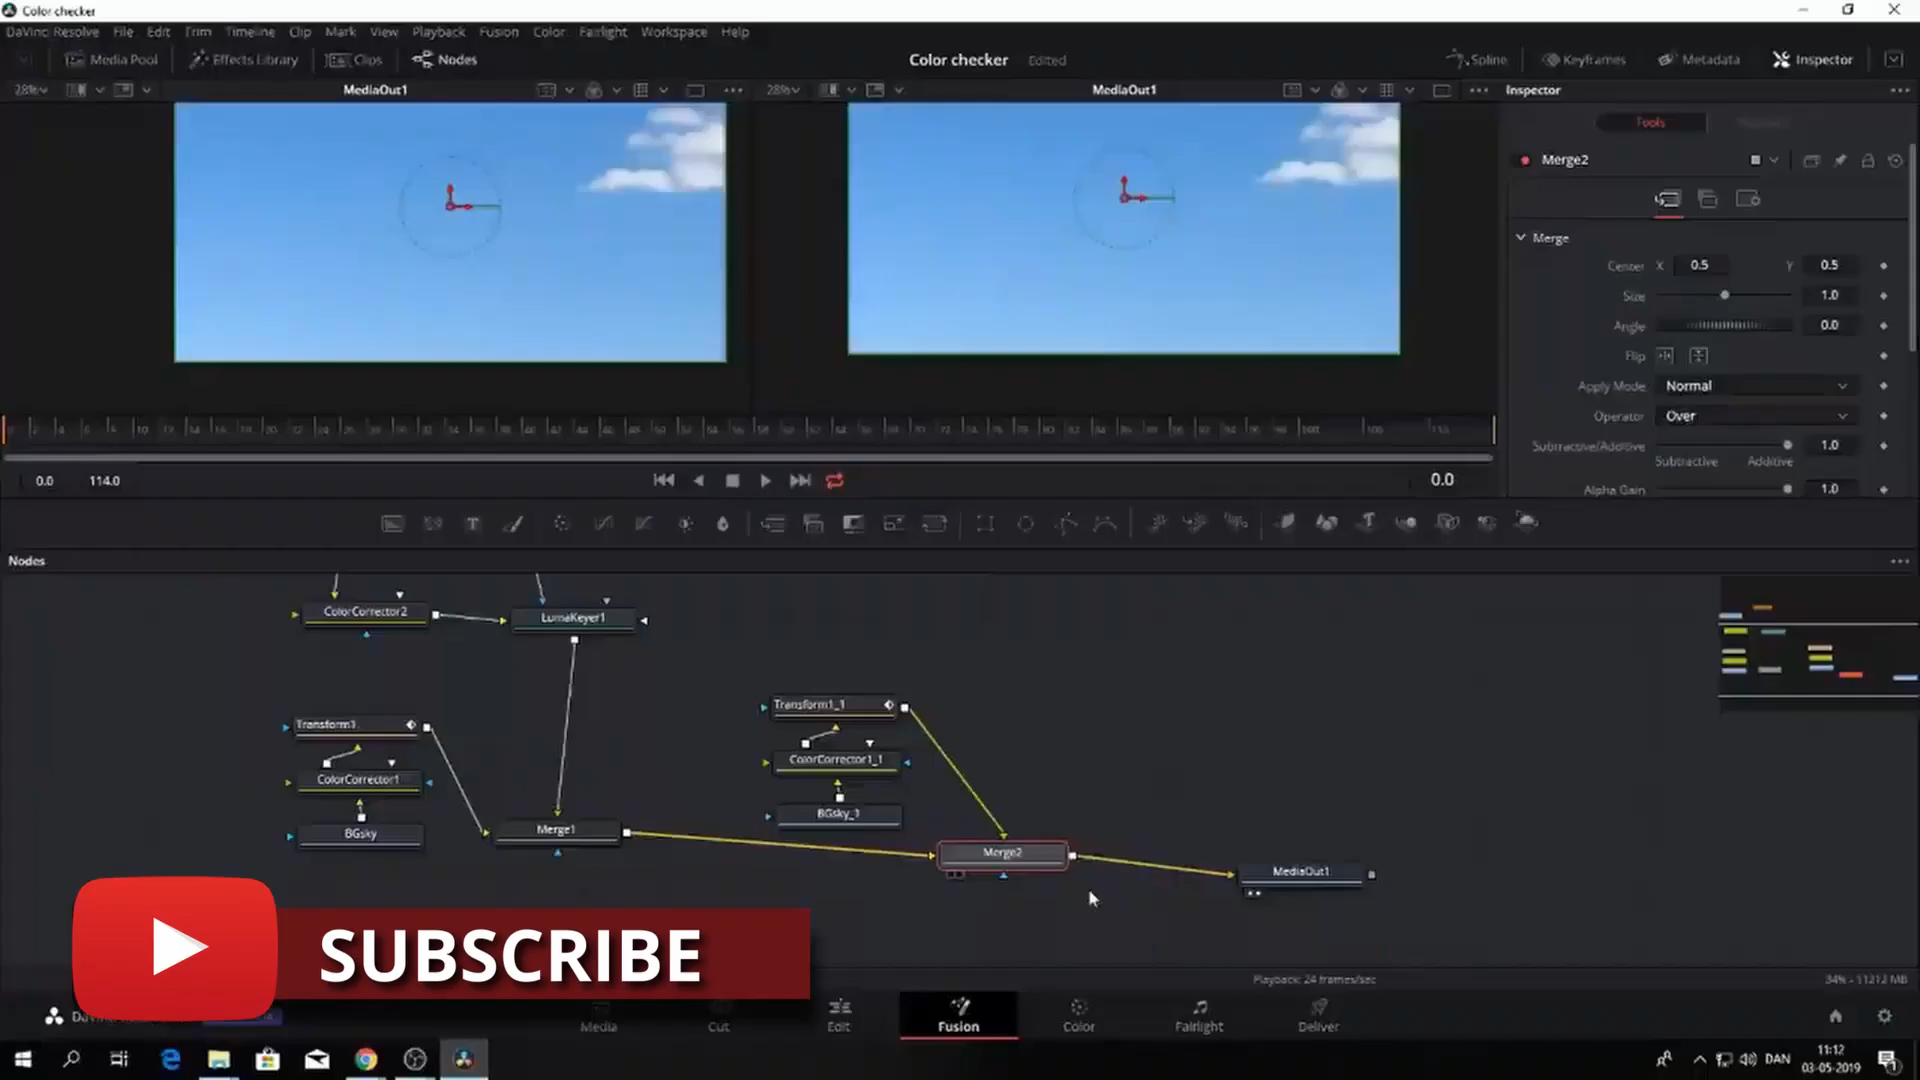 Color checker
DaVinci Resolve File Edit Trim Timeline Clip Mark View Playback Fusion Color Fairlight Workspace Help
Media Pool Effects Library Clips Nodes Color checker Edited Spline Keyframes Metadata Inspector
28% MediaOut1 28% MediaOut1 Inspector
Tools
Merge2
Merge
Center X 0.5 Y 0.5
Size 1.0
Angle 0.0
Flip
Apply Mode Normal
Operator Over
Subtractive/Additive 1.0
Subtractive Additive
Alpha Gain 1.0
0.0 114.0 0.0
Nodes
ColorCorrector2 LumaKeyer1
Transform1 Transform1_1
ColorCorrector1 ColorCorrector1_1
BGsky BGsky_1
Merge1 Merge2 MediaOut1
SUBSCRIBE
Playback: 24 frames/sec 34% - 11212 MB
Media Cut Edit Fusion Color Fairlight Deliver
DAN 11:12
03-05-2019